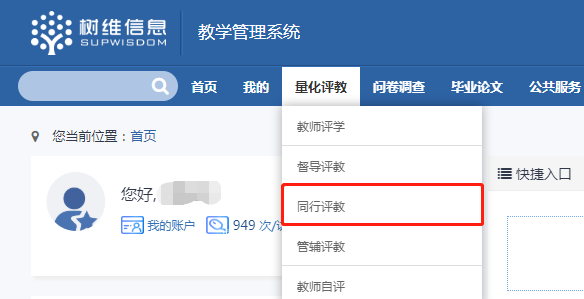 树维信息
SUPWISDOM
教学管理系统
首页 我的 量化评教 问卷调查 毕业论文 公共服务
您当前位置：首页
教师评学
督导评教
同行评教
管辅评教
教师自评
您好,
我的账户 949 次/
快捷入口